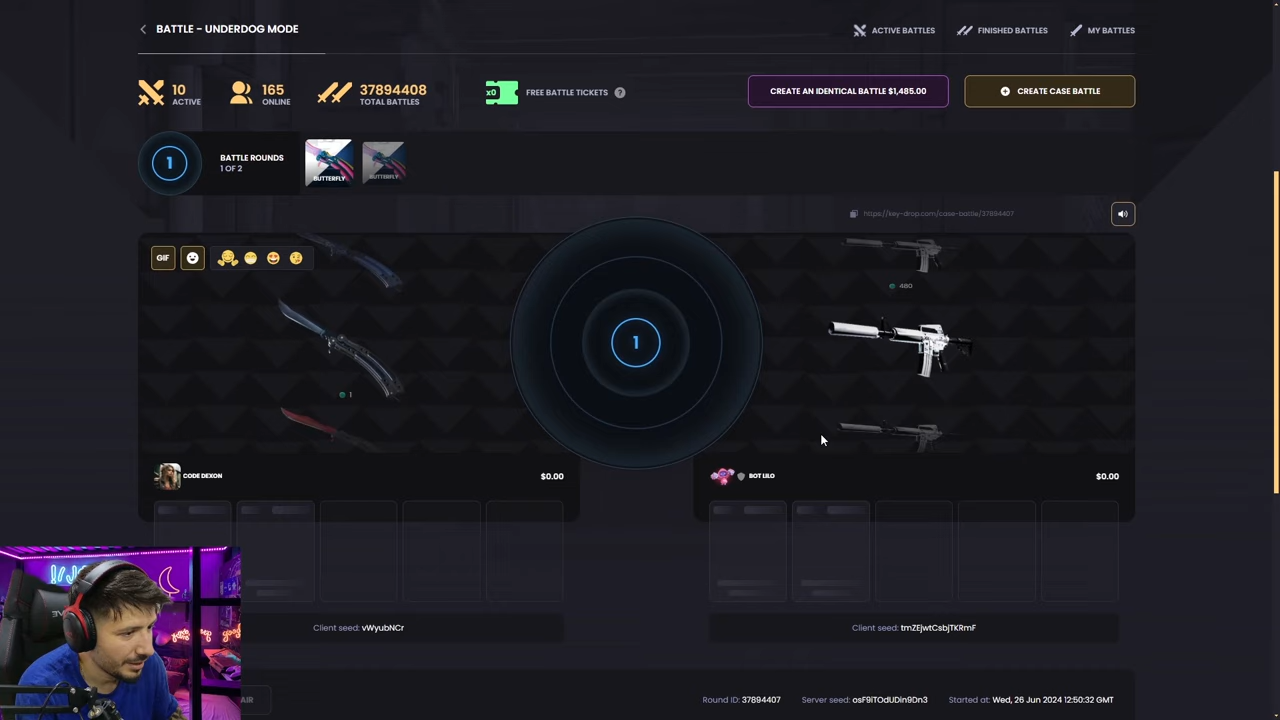 BATTLE - UNDERDOG MODE
ACTIVE BATTLES
FINISHED BATTLES
MY BATTLES
10
ACTIVE
165
ONLINE
37894408
TOTAL BATTLES
x0
FREE BATTLE TICKETS ?
CREATE AN IDENTICAL BATTLE $1,485.00
CREATE CASE BATTLE
1
BATTLE ROUNDS
1 OF 2
BUTTERFLY
BUTTERFLY
https://key-drop.com/case-battle/37894407
GIF
480
1
1
CODE DEXON
$0.00
BOT LILO
$0.00
Client seed: vWyubNCr
Client seed: tmZEjwtCsbjTKRmF
AIR
Round ID: 37894407
Server seed: osF9iTOdUDin9Dn3
Started at: Wed, 26 Jun 2024 12:50:32 GMT